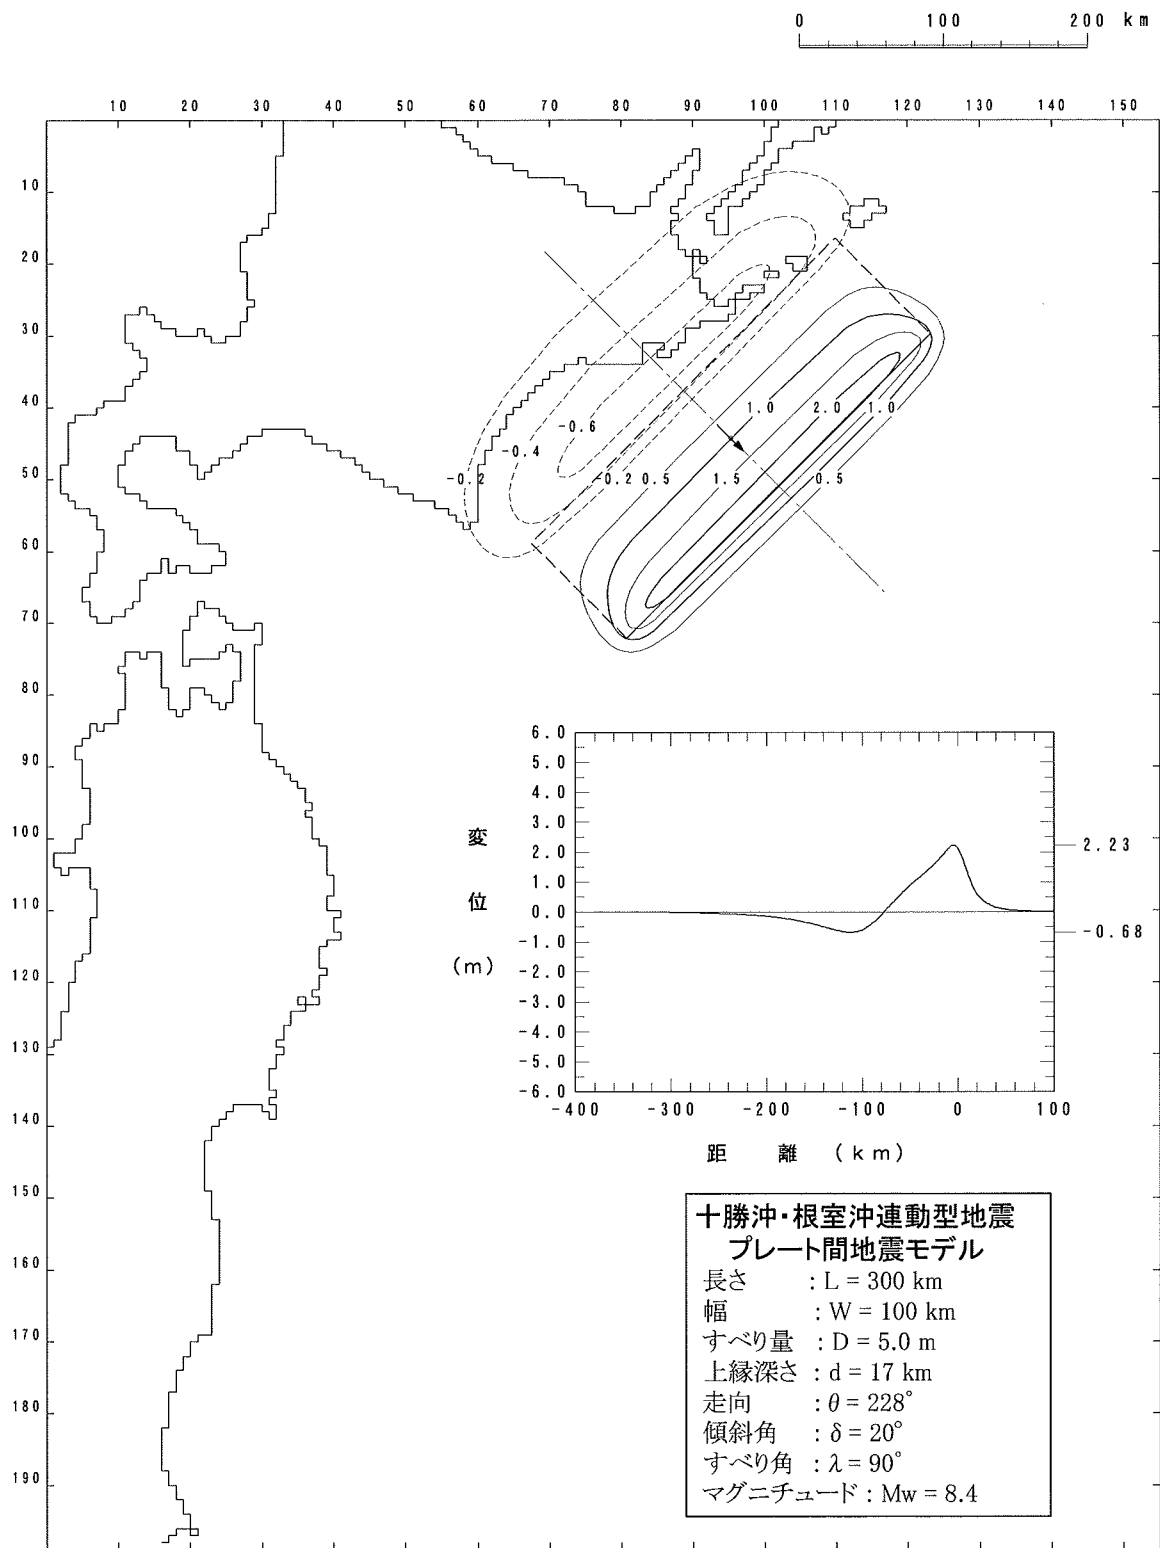 0 100 200 km
10 20 30 40 50 60 70 80 90 100 110 120 130 140 150
10
20
30
40
50
60
70
80
90
100
110
120
130
140
150
160
170
180
190
1.0 2.0 1.0
-0.6
-0.4
-0.2 -0.2 0.5 1.5 0.5
6.0
5.0
4.0
3.0
2.0
1.0
0.0
-1.0
-2.0
-3.0
-4.0
-5.0
-6.0
変位(m)
2.23
-0.68
-400 -300 -200 -100 0 100
距離(km)
十勝沖・根室沖連動型地震
プレート間地震モデル
長さ : L = 300 km
幅 : W = 100 km
すべり量 : D = 5.0 m
上縁深さ : d = 17 km
走向 : θ = 228°
傾斜角 : δ = 20°
すべり角 : λ = 90°
マグニチュード : Mw = 8.4